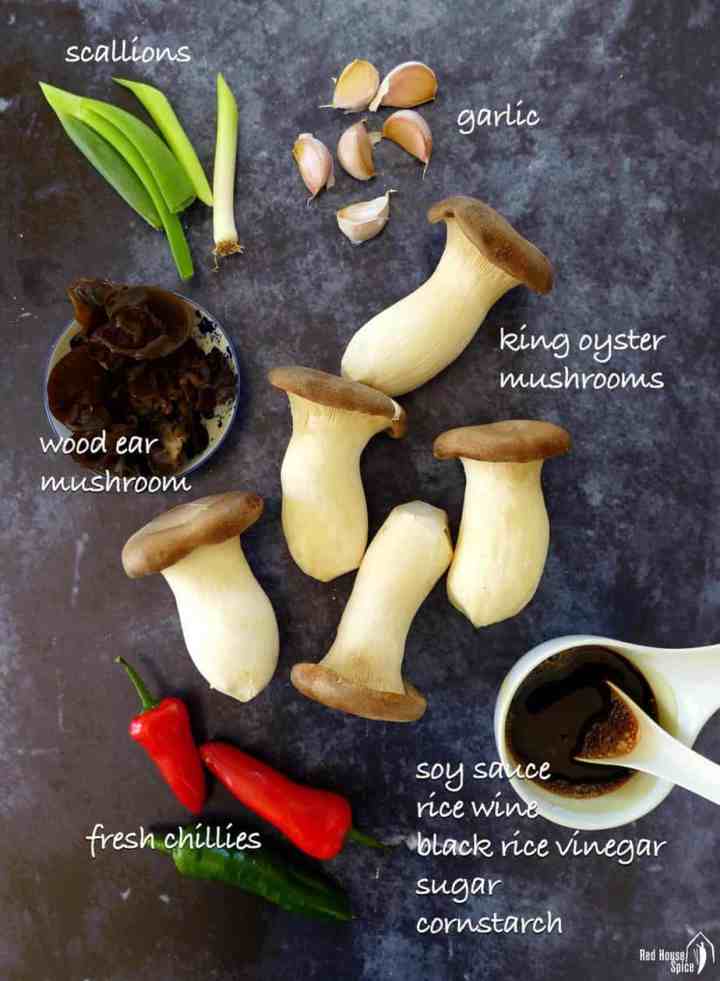 scallions
garlic
king oyster
mushrooms
wood ear
mushroom
soy sauce
rice wine
black rice vinegar
sugar
cornstarch
fresh chillies
Red House
Spice